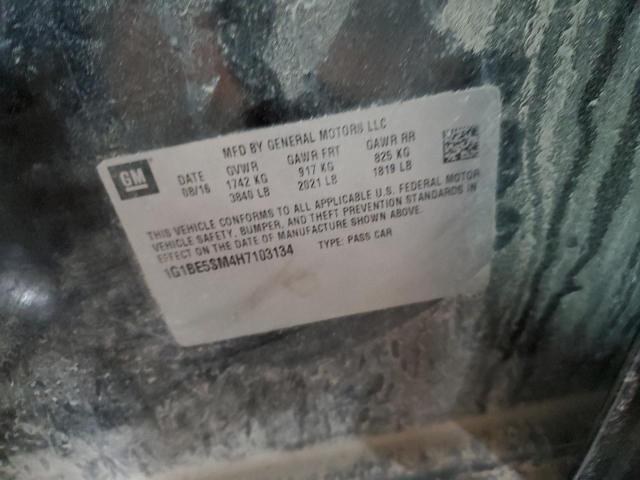 GM
MFD BY GENERAL MOTORS LLC
DATE GVWR GAWR FRT GAWR RR
08/16 1742 KG 917 KG 825 KG
3840 LB 2021 LB 1819 LB
THIS VEHICLE CONFORMS TO ALL APPLICABLE U.S. FEDERAL MOTOR
VEHICLE SAFETY, BUMPER, AND THEFT PREVENTION STANDARDS IN
EFFECT ON THE DATE OF MANUFACTURE SHOWN ABOVE.
1G1BE5SM4H7103134 TYPE: PASS CAR